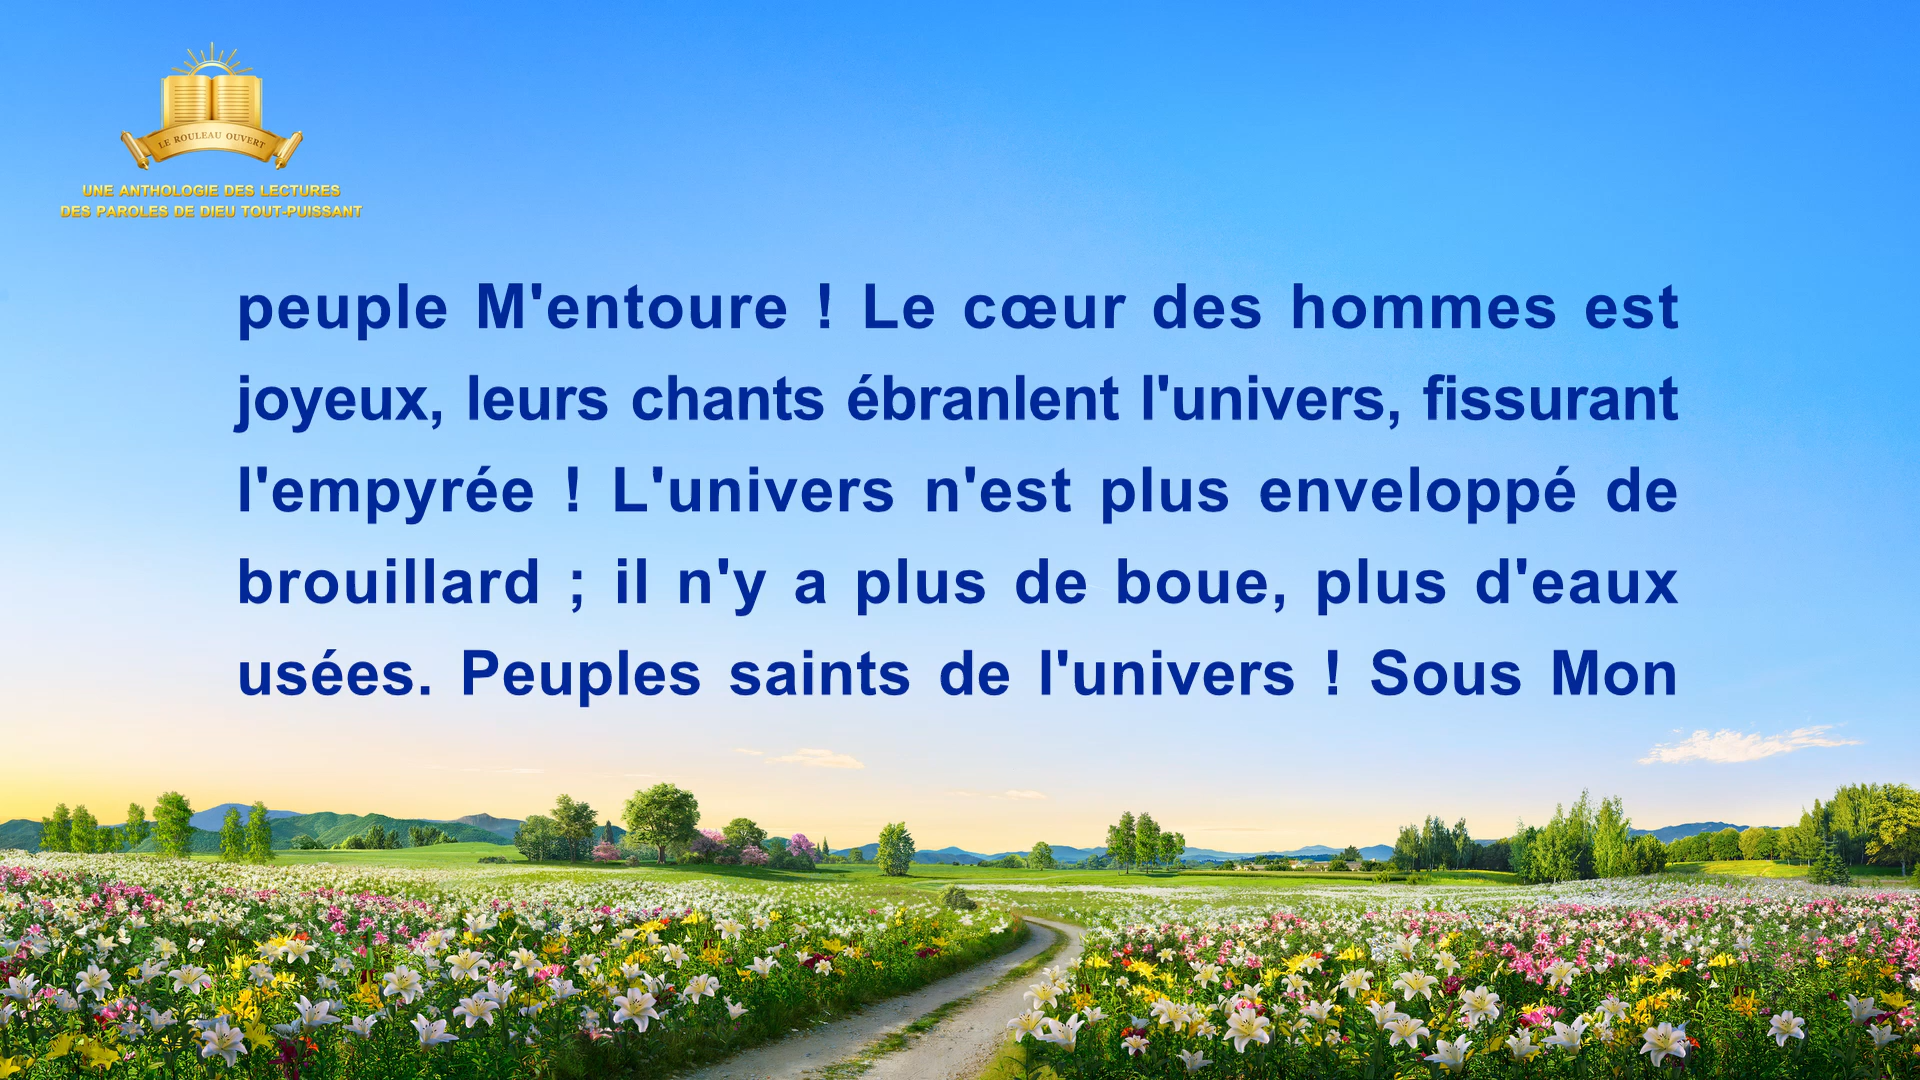 LE ROULEAU OUVERT
UNE ANTHOLOGIE DES LECTURES
DES PAROLES DE DIEU TOUT-PUISSANT
peuple M'entoure ! Le cœur des hommes est
joyeux, leurs chants ébranlent l'univers, fissurant
l'empyrée ! L'univers n'est plus enveloppé de
brouillard ; il n'y a plus de boue, plus d'eaux
usées. Peuples saints de l'univers ! Sous Mon